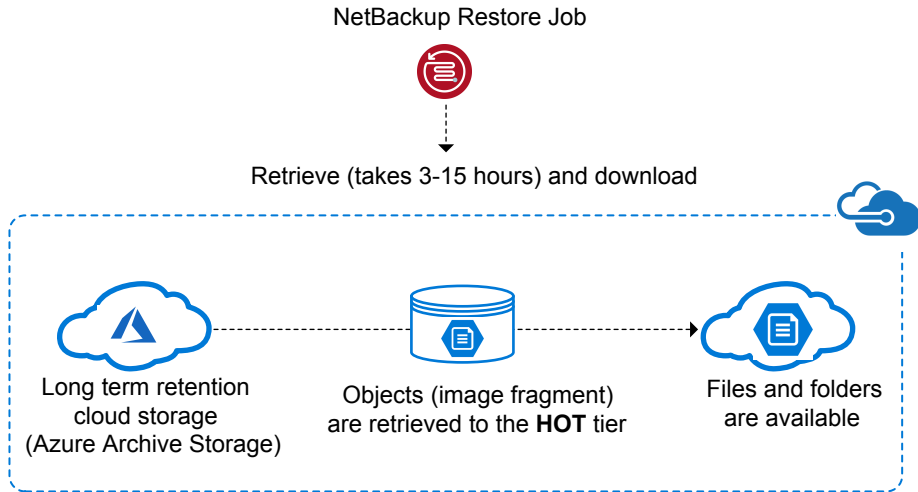 NetBackup Restore Job
Retrieve (takes 3-15 hours) and download
Long term retention
cloud storage
(Azure Archive Storage)
Objects (image fragment)
are retrieved to the HOT tier
Files and folders
are available